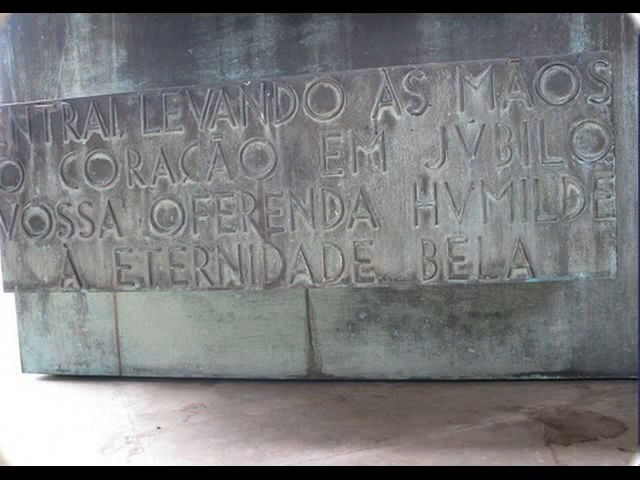 NTRAI, LEVANDO AS MÃOS
O CORAÇÃO EM JVBILO
VOSSA OFERENDA HVMILDE
À ETERNIDADE BELA